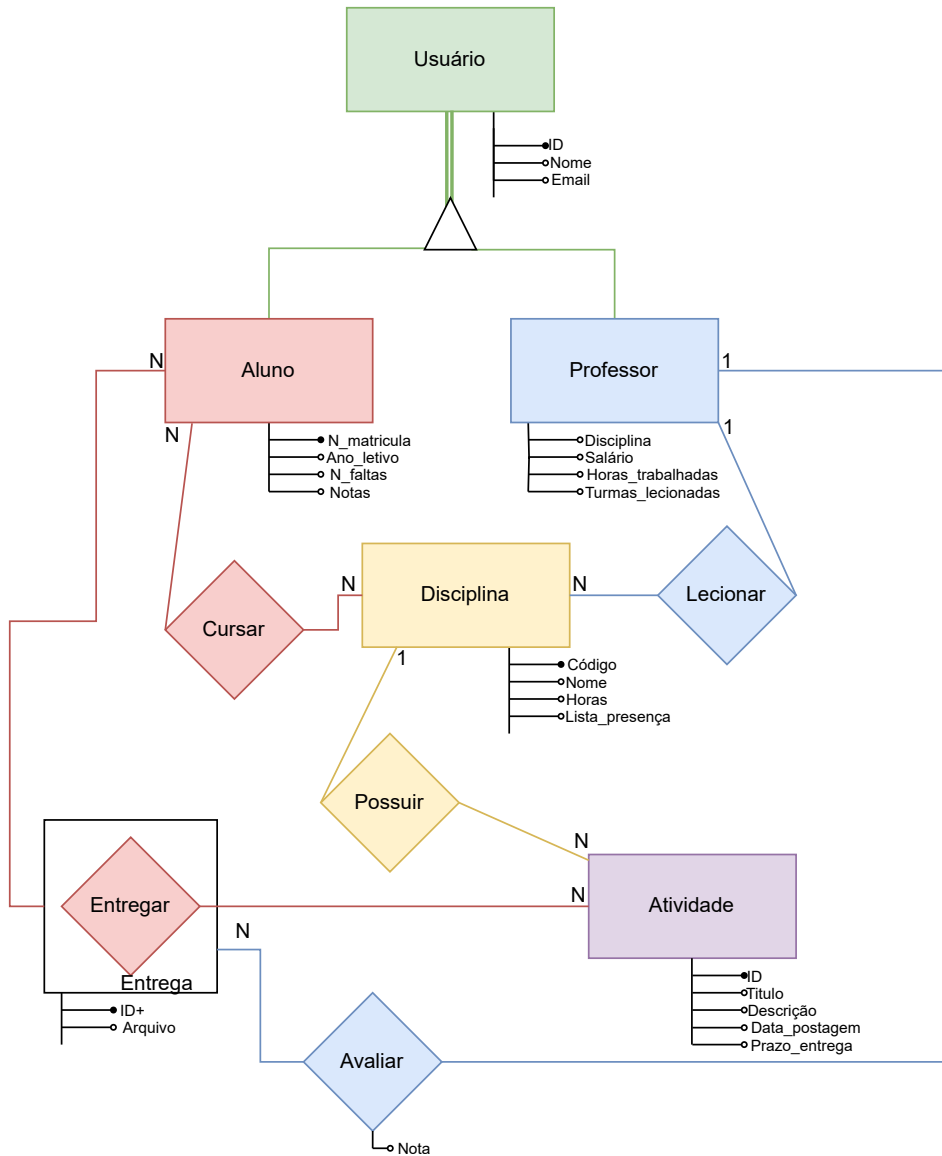 Usuário
ID
Nome
Email
N
Aluno
N
N_matricula
Ano_letivo
N_faltas
Notas
Professor
1
1
Disciplina
Salário
Horas_trabalhadas
Turmas_lecionadas
Cursar
N
Disciplina
N
Lecionar
1
Código
Nome
Horas
Lista_presença
Possuir
N
Entregar
N
Atividade
N
Entrega
ID+
Arquivo
ID
Titulo
Descrição
Data_postagem
Prazo_entrega
Avaliar
Nota